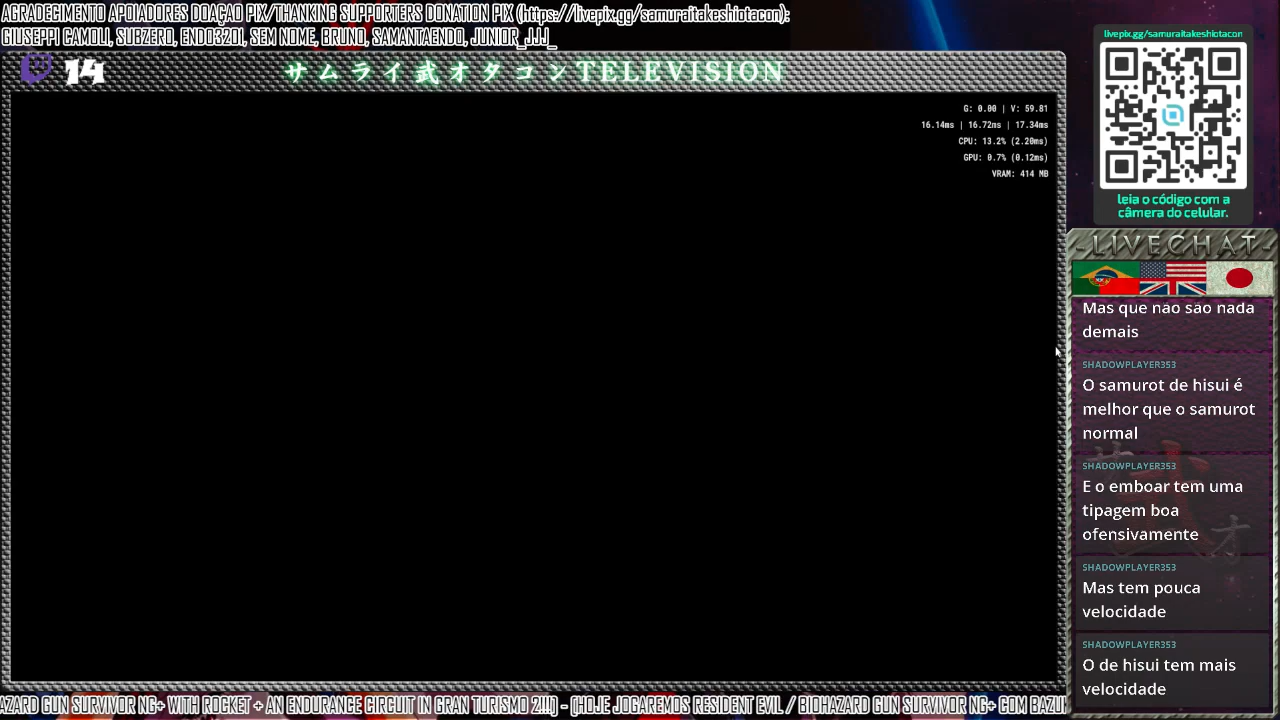 AGRADECIMENTO APOIADORES DOAÇAO PIX/THANKING SUPPORTERS DONATION PIX (https://livepix.gg/samuraitakeshiotacon):
GIUSEPPI CAMOLI, SUBZERO, ENDO3201, SEM NOME, BRUNO, SAMANTAENDO, JUNIOR_JJJ_
14
サムライ武オタコンTELEVISION
G: 0.00 | V: 59.81
16.14ms | 16.72ms | 17.34ms
CPU: 13.2% (2.20ms)
GPU: 0.7% (0.12ms)
VRAM: 414 MB
livepix.gg/samuraitakeshiotacon
leia o código com a
câmera do celular.
-LIVECHAT-
Mas que não são nada
demais
SHADOWPLAYER353
O samurot de hisui é
melhor que o samurot
normal
SHADOWPLAYER353
E o emboar tem uma
tipagem boa
ofensivamente
SHADOWPLAYER353
Mas tem pouca
velocidade
SHADOWPLAYER353
O de hisui tem mais
velocidade
AZARD GUN SURVIVOR NG+ WITH ROCKET + AN ENDURANCE CIRCUIT IN GRAN TURISMO 2!!!) - (HOJE JOGAREMOS RESIDENT EVIL / BIOHAZARD GUN SURVIVOR NG+ COM BAZU